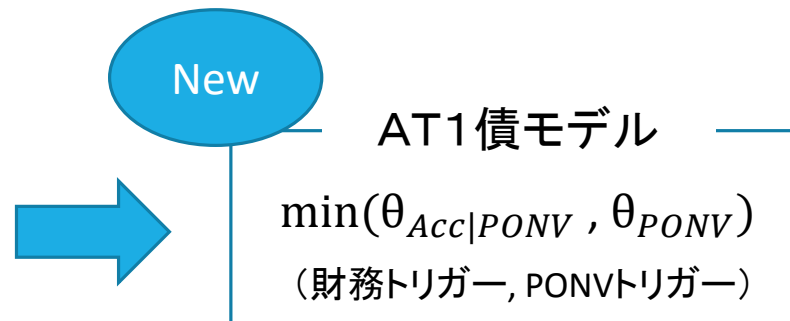 New
AT1債モデル
min(θ_{Acc|PONV} , θ_{PONV})
（財務トリガー, PONVトリガー）